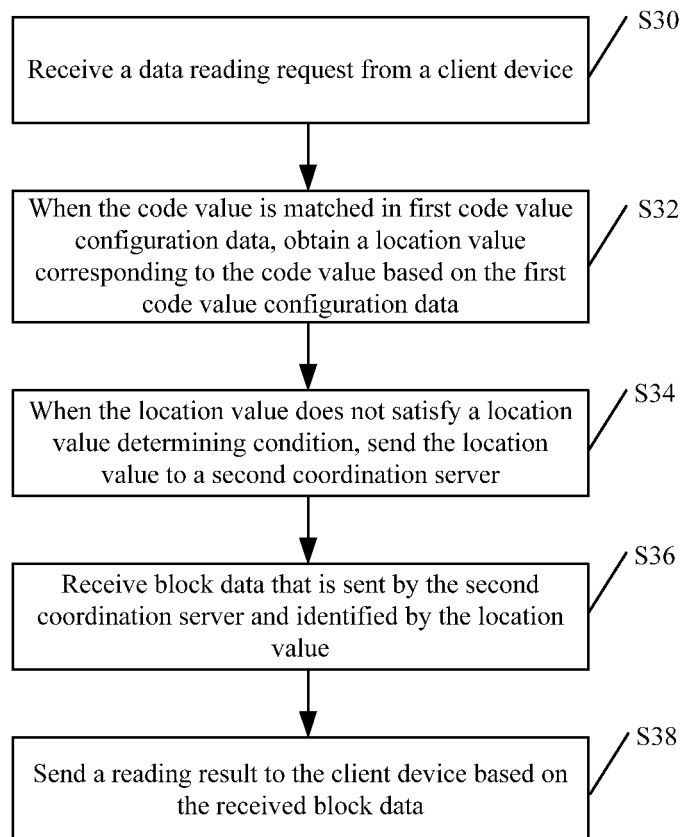 S30
Receive a data reading request from a client device
S32
When the code value is matched in first code value
configuration data, obtain a location value
corresponding to the code value based on the first
code value configuration data
S34
When the location value does not satisfy a location
value determining condition, send the location
value to a second coordination server
S36
Receive block data that is sent by the second
coordination server and identified by the location
value
S38
Send a reading result to the client device based on
the received block data